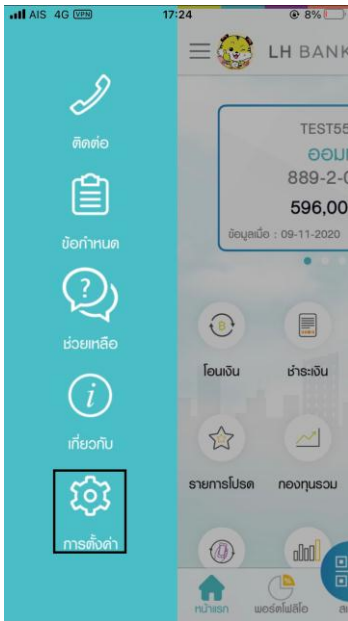 AIS 4G VPN 17:24 8%
ติดต่อ
ข้อกำหนด
ช่วยเหลือ
เกี่ยวกับ
การตั้งค่า
LH BANK
TEST55
ออม
889-2-0
596,00
ข้อมูลเมื่อ : 09-11-2020
โอนเงิน
ชำระเงิน
รายการโปรด
กองทุนรวม
หน้าแรก
พอร์ตโฟลิโอ